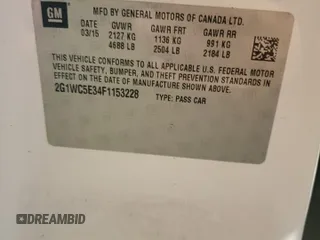 GM
MFD BY GENERAL MOTORS OF CANADA LTD.
DATE GVWR GAWR FRT GAWR RR
03/15 2127 KG 1136 KG 991 KG
4688 LB 2504 LB 2184 LB
THIS VEHICLE CONFORMS TO ALL APPLICABLE U.S. FEDERAL MOTOR
VEHICLE SAFETY, BUMPER, AND THEFT PREVENTION STANDARDS IN
EFFECT ON THE DATE OF MANUFACTURE SHOWN ABOVE.
2G1WC5E34F1153228 TYPE: PASS CAR
DREAMBID